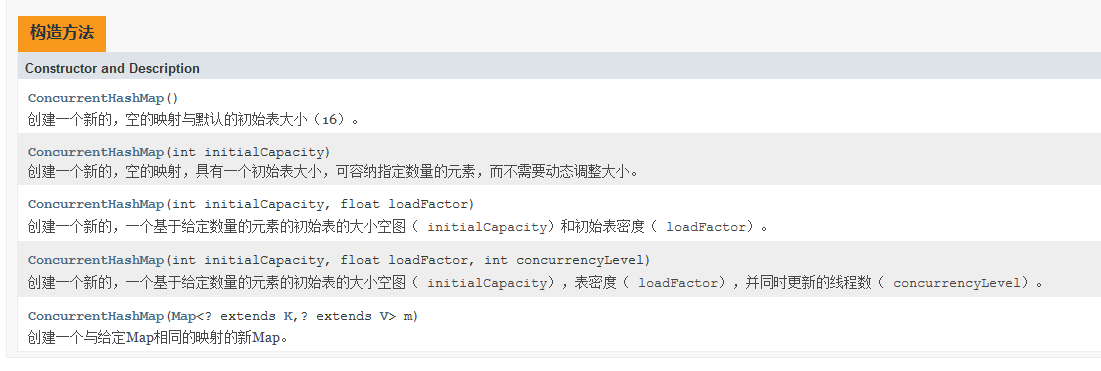 构造方法
Constructor and Description
ConcurrentHashMap()
创建一个新的，空的映射与默认的初始表大小（16）。
ConcurrentHashMap(int initialCapacity)
创建一个新的，空的映射，具有一个初始表大小，可容纳指定数量的元素，而不需要动态调整大小。
ConcurrentHashMap(int initialCapacity, float loadFactor)
创建一个新的，一个基于给定数量的元素的初始表的大小空图（ initialCapacity）和初始表密度（ loadFactor）。
ConcurrentHashMap(int initialCapacity, float loadFactor, int concurrencyLevel)
创建一个新的，一个基于给定数量的元素的初始表的大小空图（ initialCapacity），表密度（ loadFactor），并同时更新的线程数（ concurrencyLevel）。
ConcurrentHashMap(Map<? extends K,? extends V> m)
创建一个与给定Map相同的映射的新Map。